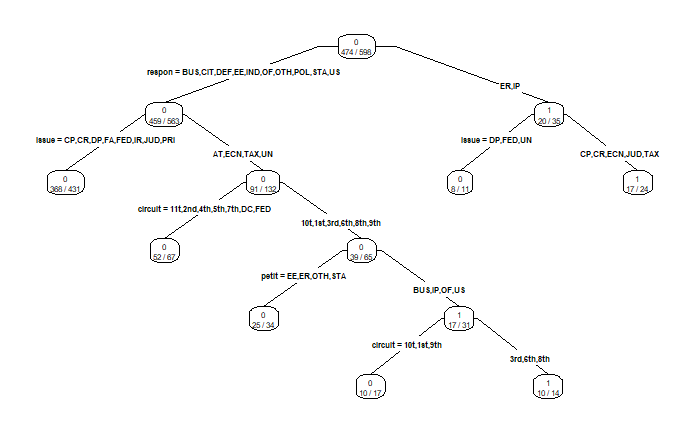 0
474 / 598
respon = BUS,CIT,DEF,EE,IND,OF,OTH,POL,STA,US
ER,IP
0
459 / 563
1
20 / 35
issue = CP,CR,DP,FA,FED,IR,JUD,PRI
AT,ECN,TAX,UN
issue = DP,FED,UN
CP,CR,ECN,JUD,TAX
0
368 / 431
0
91 / 132
0
8 / 11
1
17 / 24
circuit = 11t,2nd,4th,5th,7th,DC,FED
10t,1st,3rd,6th,8th,9th
0
52 / 67
0
39 / 65
petit = EE,ER,OTH,STA
BUS,IP,OF,US
0
25 / 34
1
17 / 31
circuit = 10t,1st,9th
3rd,6th,8th
0
10 / 17
1
10 / 14